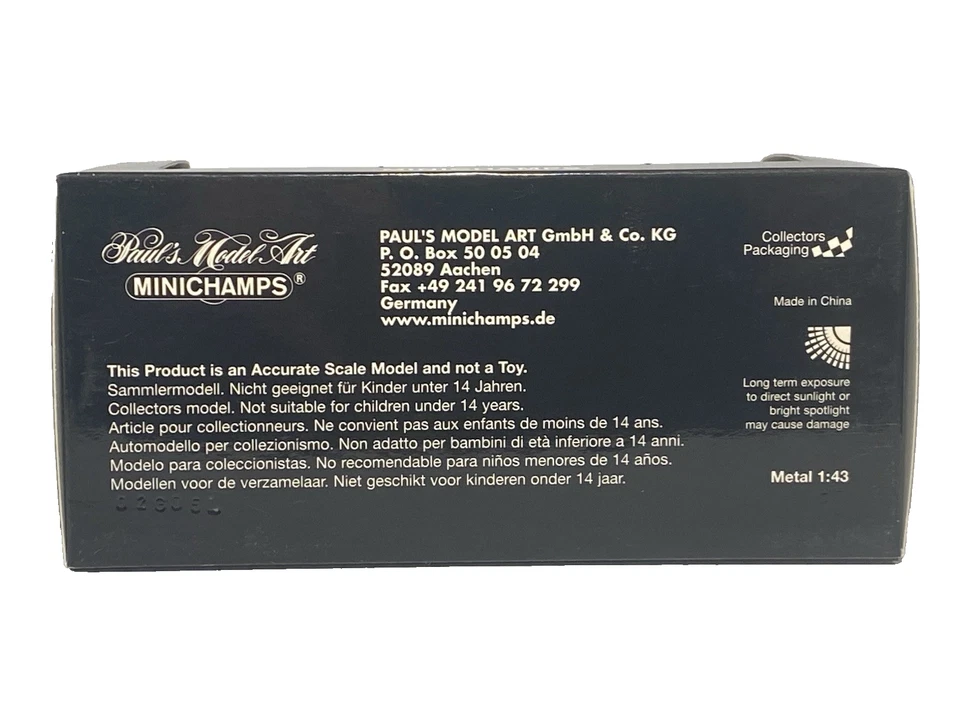 Paul's Model Art
MINICHAMPS®
PAUL'S MODEL ART GmbH & Co. KG
P. O. Box 50 05 04
52089 Aachen
Fax +49 241 96 72 299
Germany
www.minichamps.de
Collectors
Packaging
Made in China
Long term exposure
to direct sunlight or
bright spotlight
may cause damage
This Product is an Accurate Scale Model and not a Toy.
Sammlermodell. Nicht geeignet für Kinder unter 14 Jahren.
Collectors model. Not suitable for children under 14 years.
Article pour collectionneurs. Ne convient pas aux enfants de moins de 14 ans.
Automodello per collezionismo. Non adatto per bambini di età inferiore a 14 anni.
Modelo para coleccionistas. No recomendable para niños menores de 14 años.
Modellen voor de verzamelaar. Niet geschikt voor kinderen onder 14 jaar.
Metal 1:43